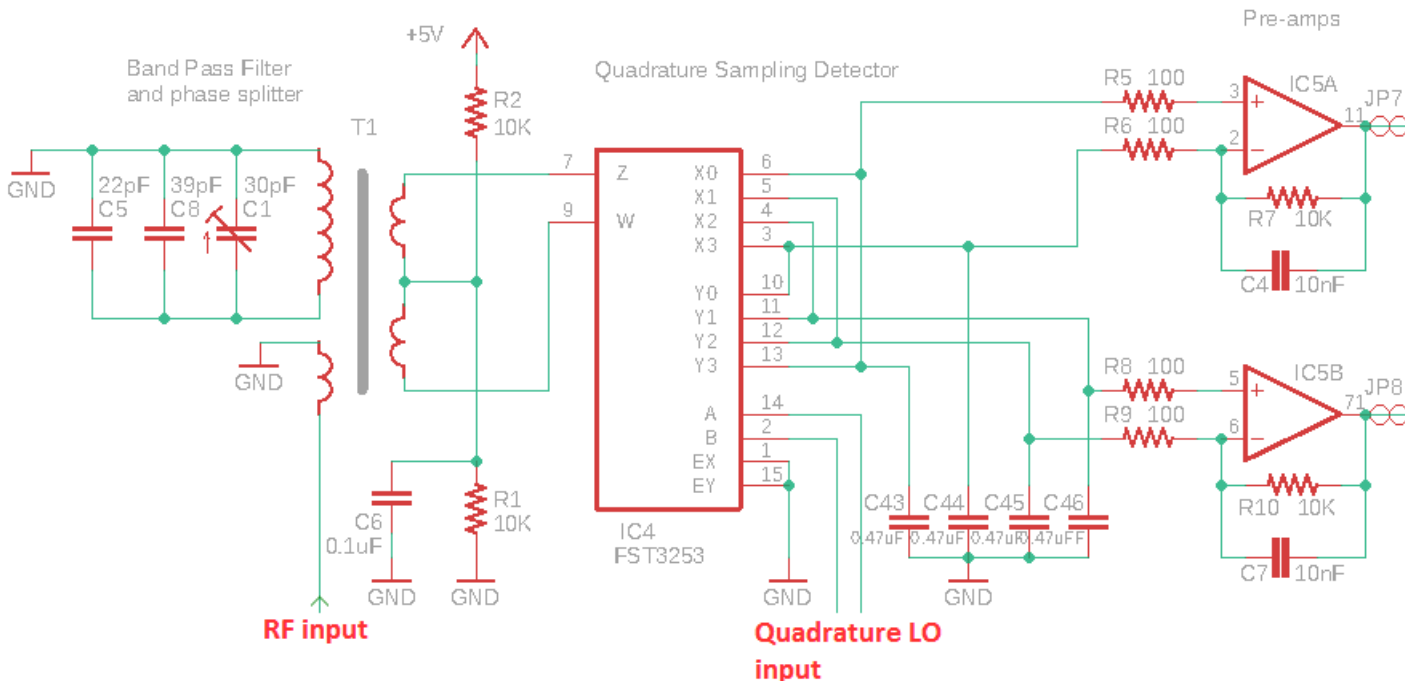 Pre-amps
+5V
Band Pass Filter
and phase splitter
Quadrature Sampling Detector
R2
10K
T1
R5 100
IC5A
JP7
3
+
11
R6 100
2
−
GND
22pF
C5
39pF
C8
30pF
C1
7
Z
9
W
X0
6
X1
5
X2
4
X3
3
Y0
10
Y1
11
Y2
12
Y3
13
A
14
B
2
EX
1
EY
15
R7 10K
C4 10nF
GND
R8 100
IC5B
JP8
5
+
71
R9 100
6
−
R10 10K
C7 10nF
C6
0.1uF
R1
10K
IC4
FST3253
C43
C44
C45
C46
0.47uF
0.47uF
0.47uF
0.47uFF
GND
GND
GND
GND
RF input
Quadrature LO
input